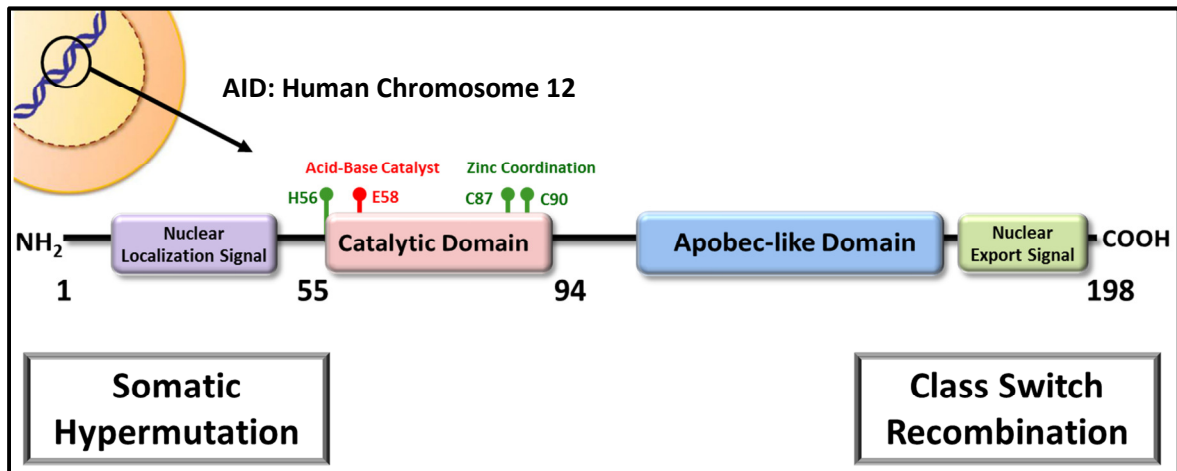 AID: Human Chromosome 12
Acid-Base Catalyst
Zinc Coordination
H56
E58
C87
C90
NH2
Nuclear
Localization Signal
Catalytic Domain
Apobec-like Domain
Nuclear
Export Signal
COOH
1
55
94
198
Somatic
Hypermutation
Class Switch
Recombination